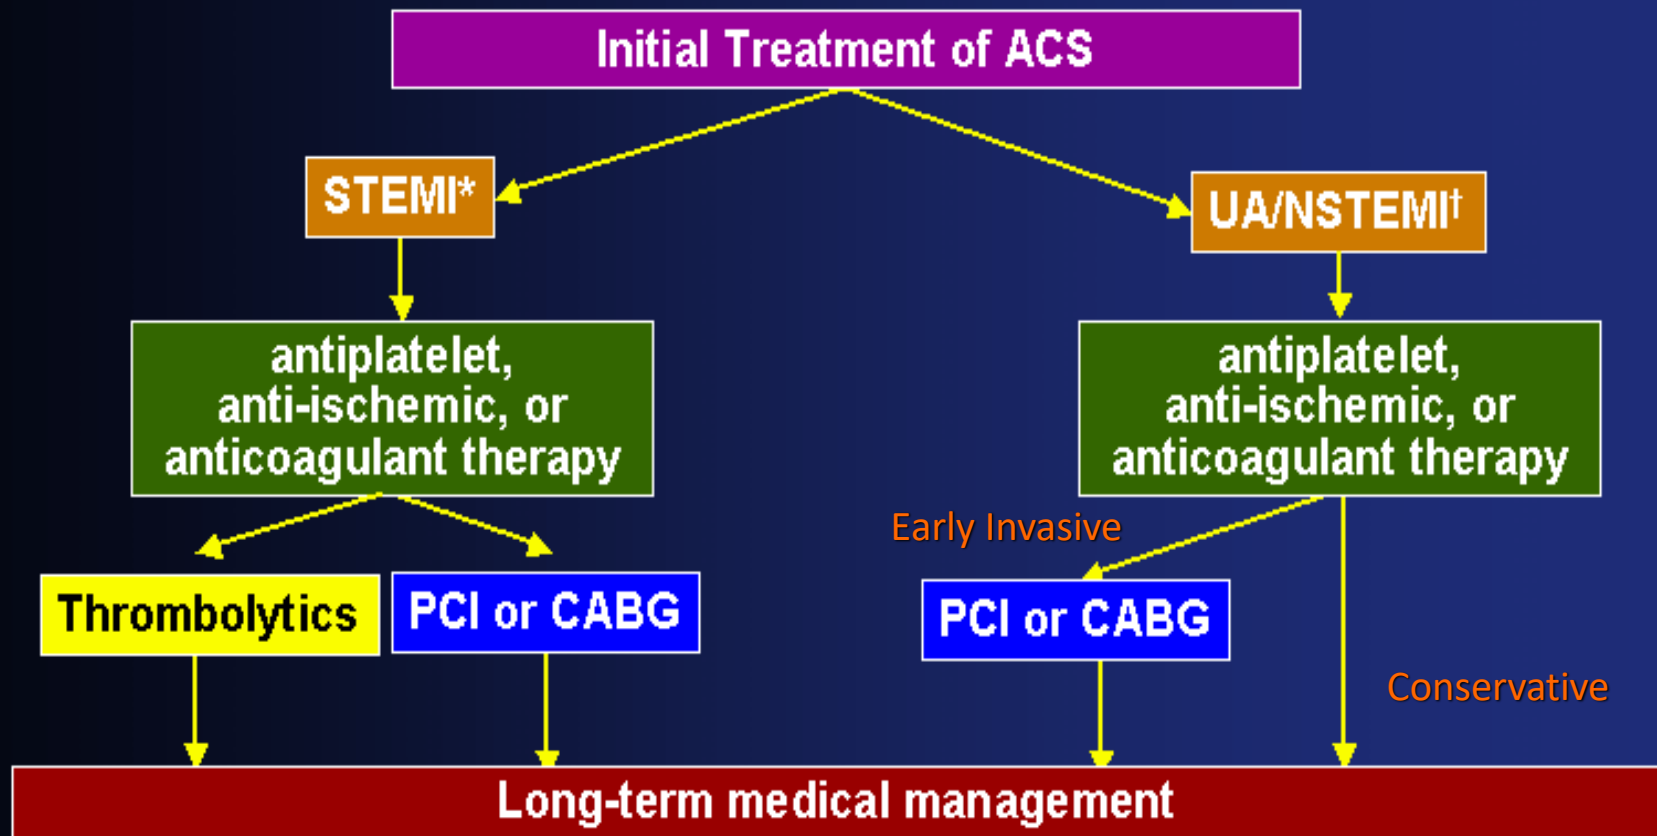 Initial Treatment of ACS
STEMI*
UA/NSTEMI†
antiplatelet,
anti-ischemic, or
anticoagulant therapy
antiplatelet,
anti-ischemic, or
anticoagulant therapy
Early Invasive
Thrombolytics
PCI or CABG
PCI or CABG
Conservative
Long-term medical management